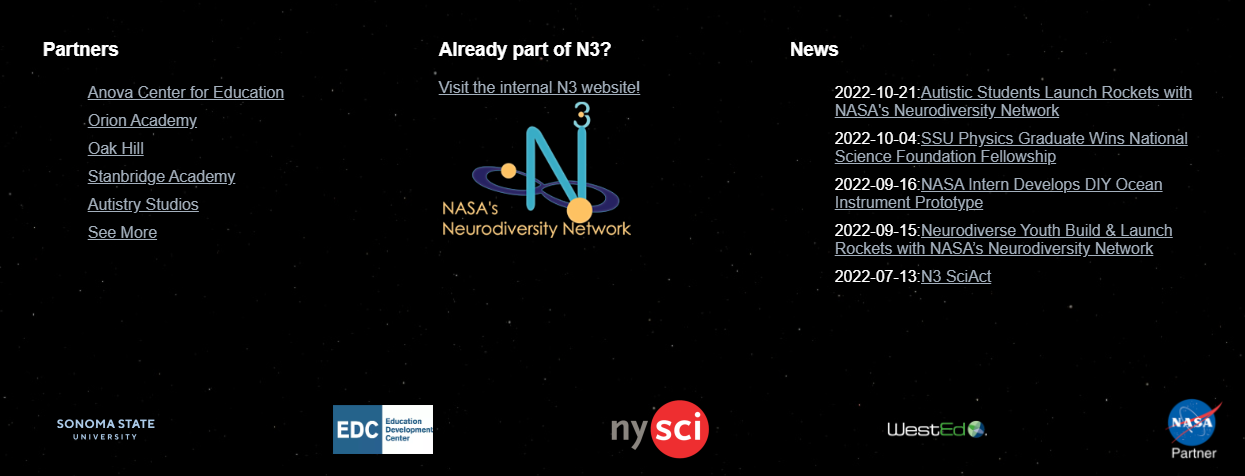 Partners
Anova Center for Education
Orion Academy
Oak Hill
Stanbridge Academy
Autistry Studios
See More
Already part of N3?
Visit the internal N3 website!
N3
NASA's
Neurodiversity Network
News
2022-10-21:Autistic Students Launch Rockets with
NASA's Neurodiversity Network
2022-10-04:SSU Physics Graduate Wins National
Science Foundation Fellowship
2022-09-16:NASA Intern Develops DIY Ocean
Instrument Prototype
2022-09-15:Neurodiverse Youth Build & Launch
Rockets with NASA’s Neurodiversity Network
2022-07-13:N3 SciAct
SONOMA STATE
UNIVERSITY
EDC
Education
Development
Center
nysci
WestEd
NASA
Partner